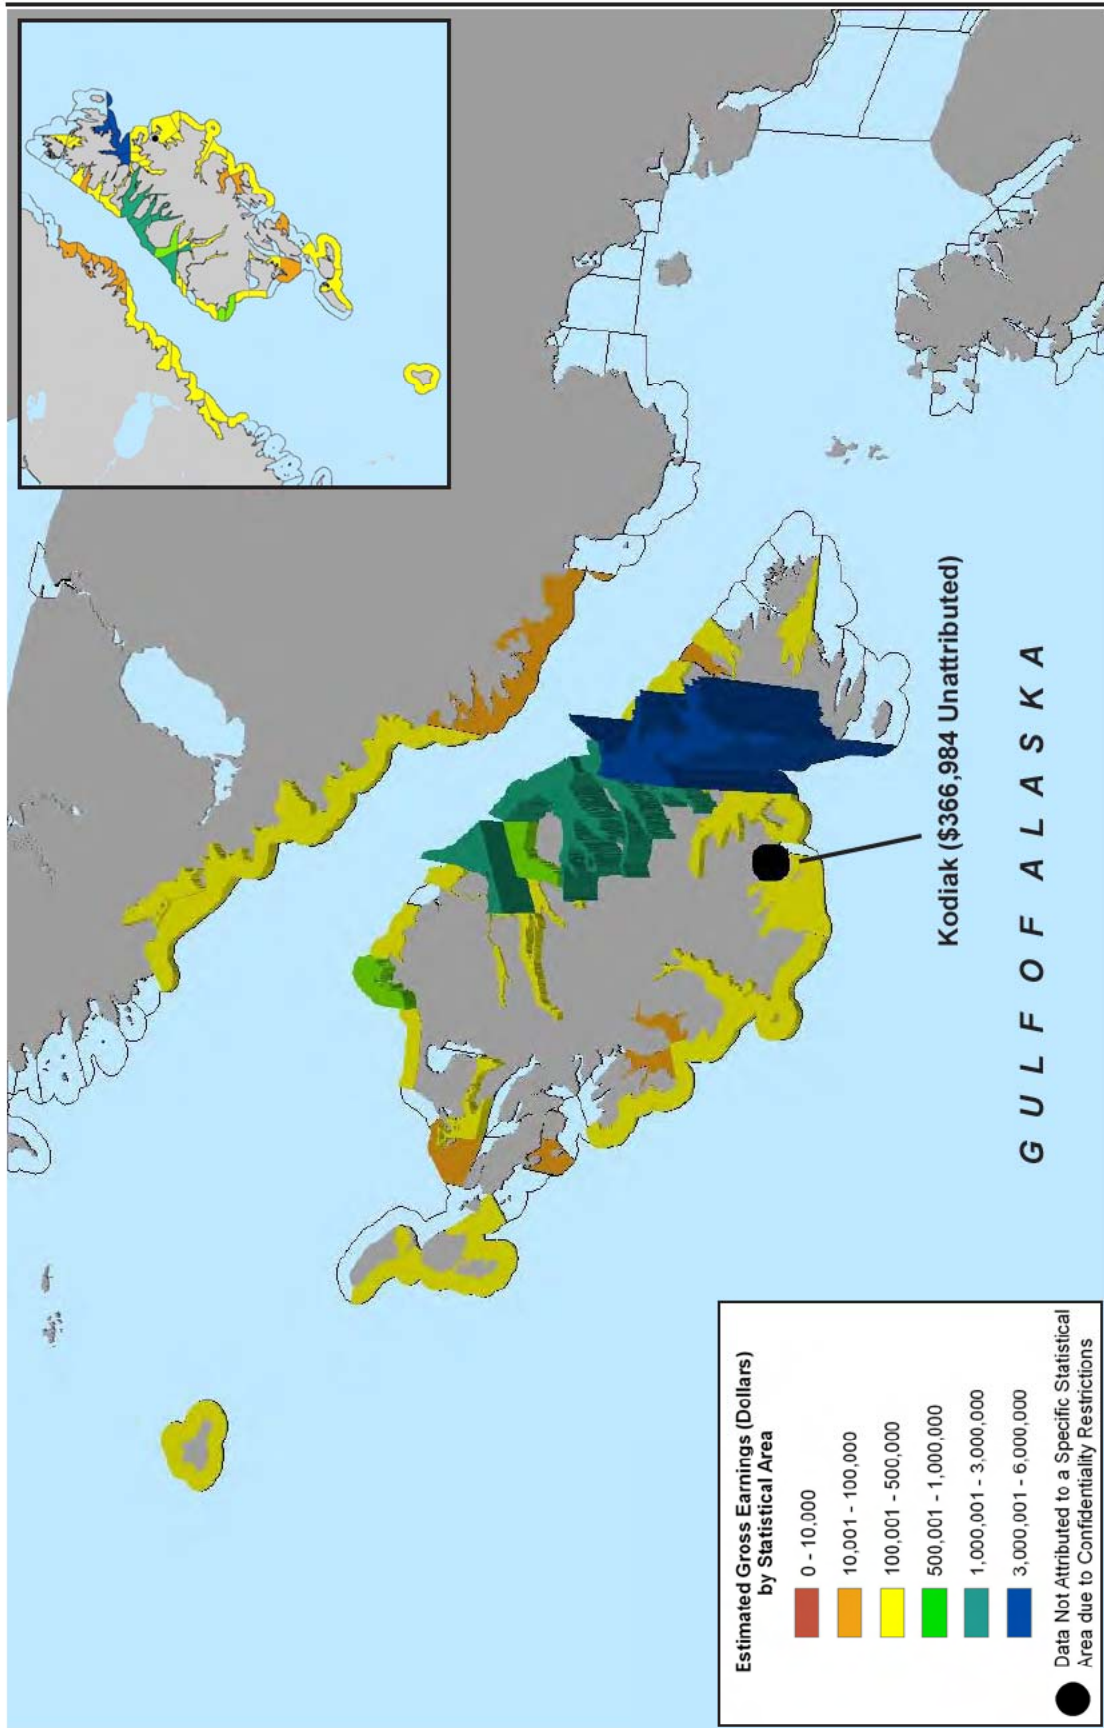 Kodiak ($366,984 Unattributed)
GULF OF ALASKA
Estimated Gross Earnings (Dollars)
by Statistical Area
0 - 10,000
10,001 - 100,000
100,001 - 500,000
500,001 - 1,000,000
1,000,001 - 3,000,000
3,000,001 - 6,000,000
Data Not Attributed to a Specific Statistical
Area due to Confidentiality Restrictions